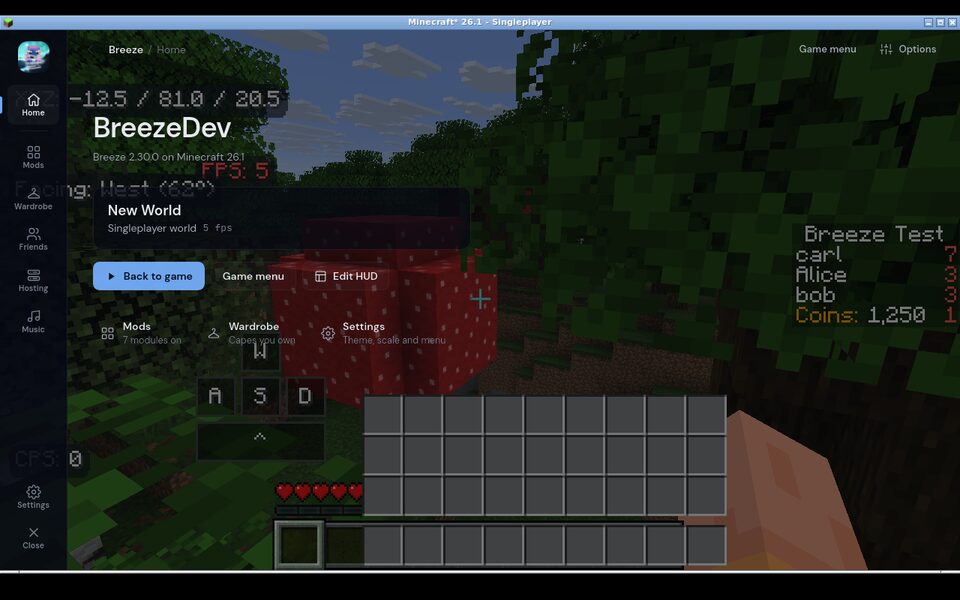 Minecraft* 26.1 - Singleplayer
Breeze / Home
Game menu
Options
Home
-12.5 / 81.0 / 20.5
BreezeDev
Breeze 2.30.0 on Minecraft 26.1
FPS: 5
Mods
Facing: West (62°)
Wardrobe
New World
Singleplayer world 5 fps
Friends
Breeze Test
carl 7
Alice 3
bob 3
Coins: 1,250 1
Back to game
Game menu
Edit HUD
Hosting
Music
Mods
7 modules on
Wardrobe
Capes you own
Settings
Theme, scale and menu
W
A
S
D
^
CPS: 0
Settings
Close